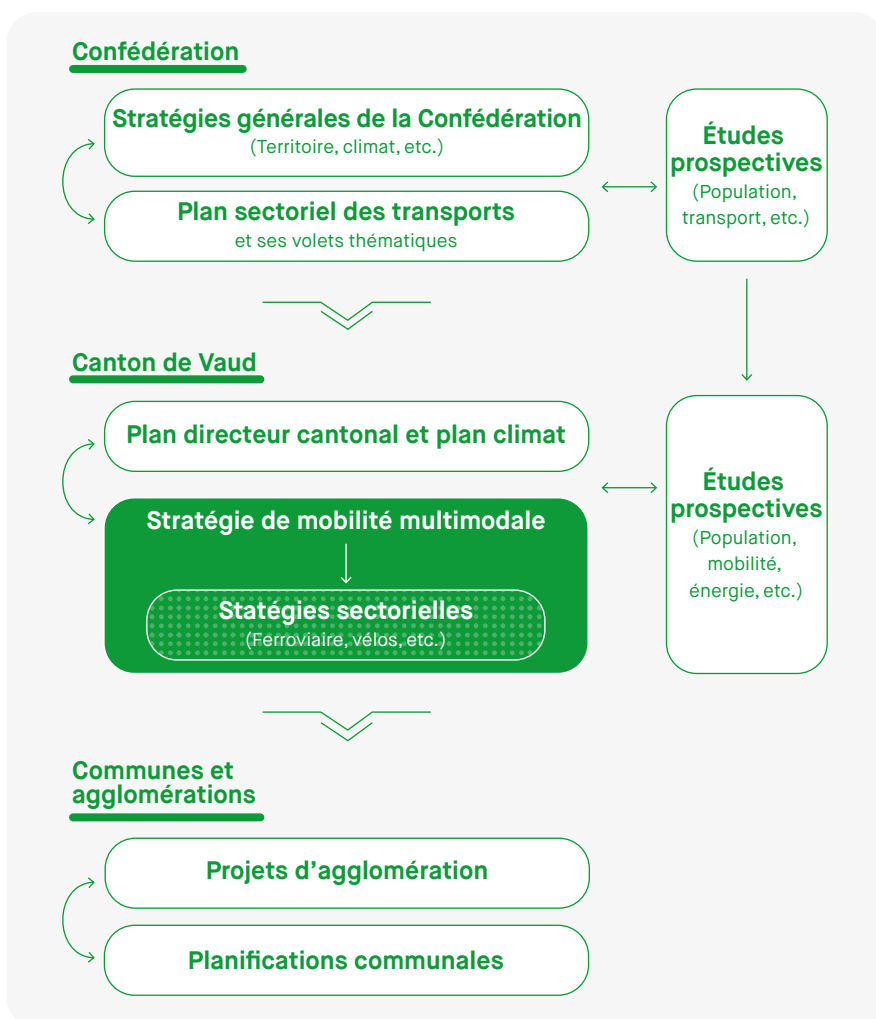 Confédération
Stratégies générales de la Confédération
(Territoire, climat, etc.)
Plan sectoriel des transports
et ses volets thématiques
Études
prospectives
(Population,
transport, etc.)
Canton de Vaud
Plan directeur cantonal et plan climat
Stratégie de mobilité multimodale
Statégies sectorielles
(Ferroviaire, vélos, etc.)
Études
prospectives
(Population,
mobilité,
énergie, etc.)
Communes et
agglomérations
Projets d’agglomération
Planifications communales